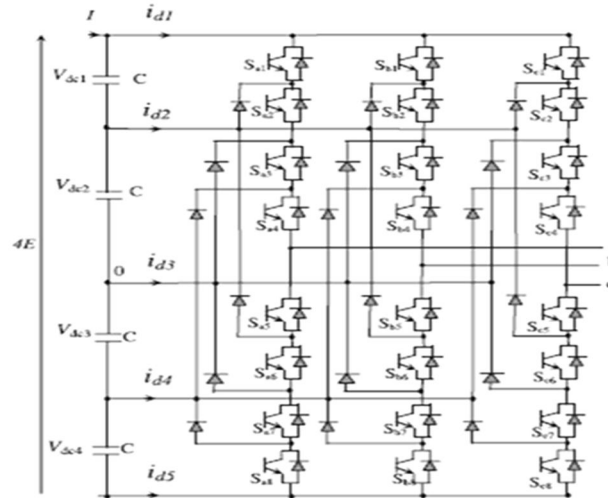 I
i_d1
S_a1
S_b1
S_c1
V_dc1
C
S_a2
S_b2
S_c2
i_d2
S_a3
S_b3
S_c3
V_dc2
C
S_a4
S_b4
S_c4
4E
0
i_d3
S_a5
S_b5
S_c5
V_dc3
C
S_a6
S_b6
S_c6
i_d4
S_a7
S_b7
S_c7
V_dc4
C
S_a8
S_c8
i_d5